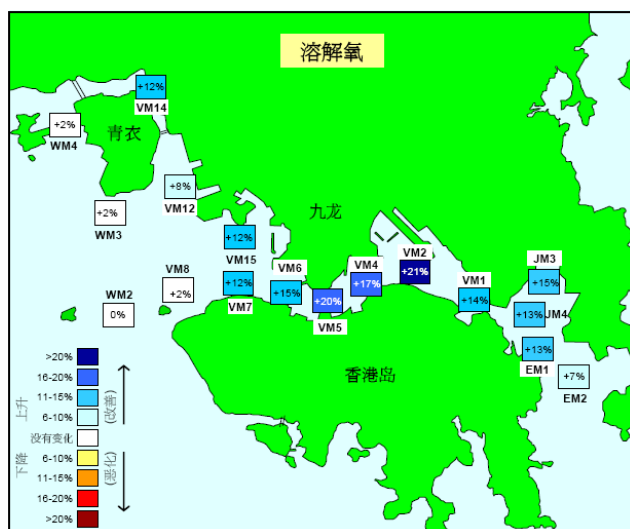 溶解氧
+12%
VM14
青衣
+2%
WM4
+8%
VM12
+2%
WM3
九龙
+12%
VM15
VM2
+21%
VM4
+17%
VM6
+15%
VM8
+2%
+12%
VM7
+20%
VM5
VM1
+14%
JM3
+15%
+13%
JM4
+13%
EM1
+7%
EM2
WM2
0%
香港岛
>20%
16-20%
11-15%
6-10%
上升
(改善)
没有变化
下降
(恶化)
6-10%
11-15%
16-20%
>20%